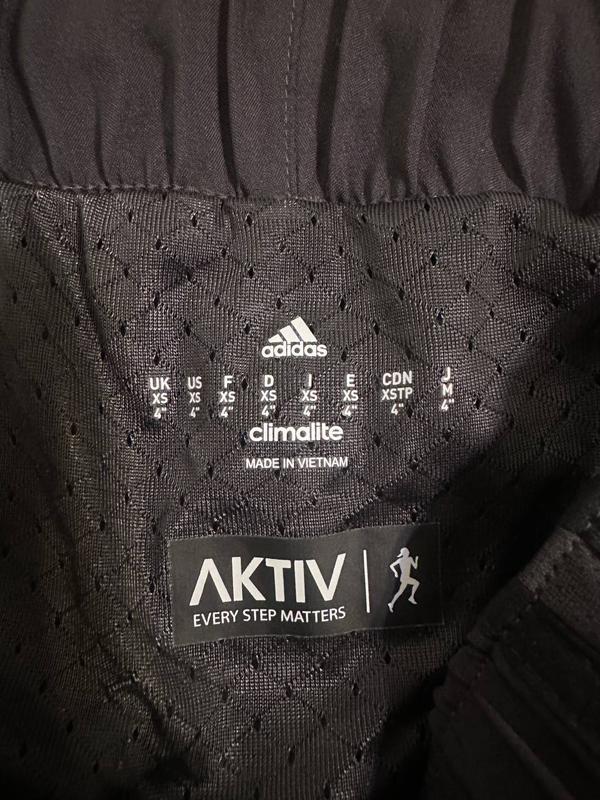 adidas
UK US F D I E CDN J
XS XS XS XS XS XS XSTP M
4" 4" 4" 4" 4" 4" 4" 4"
climalite
MADE IN VIETNAM
ΛKTIV
EVERY STEP MATTERS